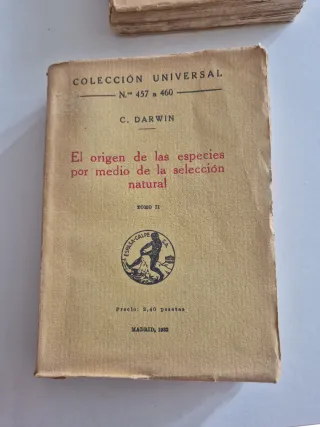 COLECCIÓN UNIVERSAL
N.os 457 a 460
C. DARWIN
El origen de las especies
por medio de la selección
natural
TOMO II
ESPASA-CALPE S.A.
Precio: 2,40 pesetas
MADRID,